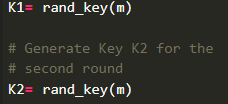 K1= rand_key(m)
# Generate Key K2 for the
# second round
K2= rand_key(m)